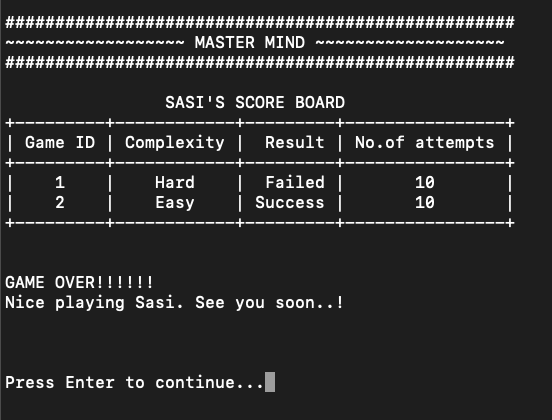 ###################################################
~~~~~~~~~~~~~~~~~~ MASTER MIND ~~~~~~~~~~~~~~~~~~~
###################################################
SASI'S SCORE BOARD
+---------+------------+---------+----------------+
| Game ID | Complexity |  Result | No.of attempts |
+---------+------------+---------+----------------+
|    1    |    Hard    |  Failed |       10       |
|    2    |    Easy    | Success |       10       |
+---------+------------+---------+----------------+
GAME OVER!!!!!!
Nice playing Sasi. See you soon..!
Press Enter to continue...